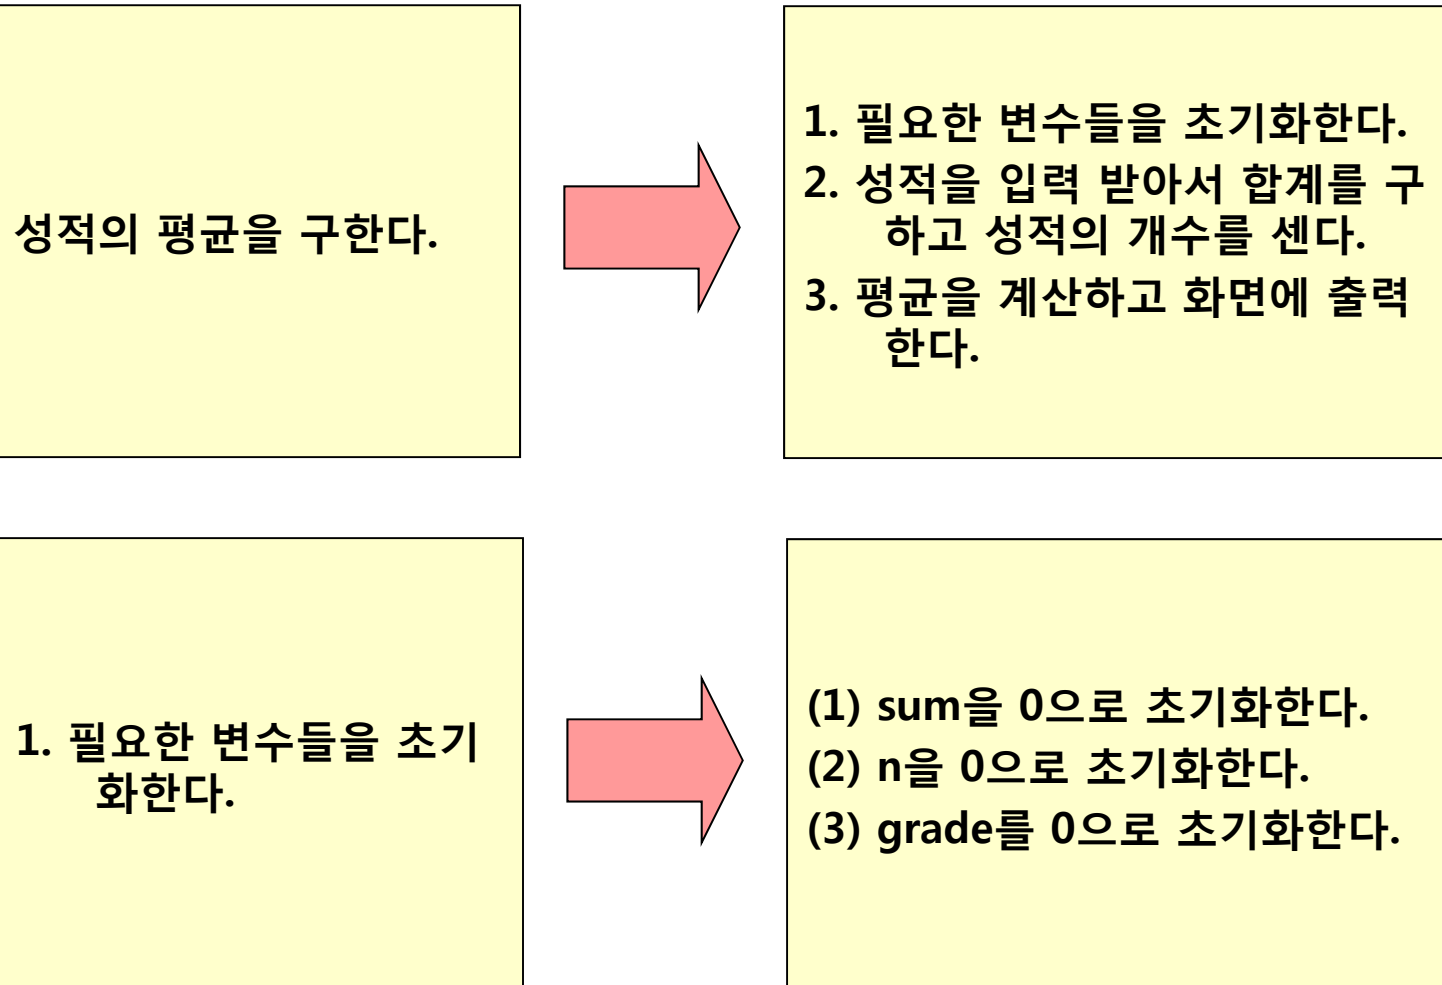 성적의 평균을 구한다.
1. 필요한 변수들을 초기화한다.
2. 성적을 입력 받아서 합계를 구
하고 성적의 개수를 센다.
3. 평균을 계산하고 화면에 출력
한다.
1. 필요한 변수들을 초기
화한다.
(1) sum을 0으로 초기화한다.
(2) n을 0으로 초기화한다.
(3) grade를 0으로 초기화한다.